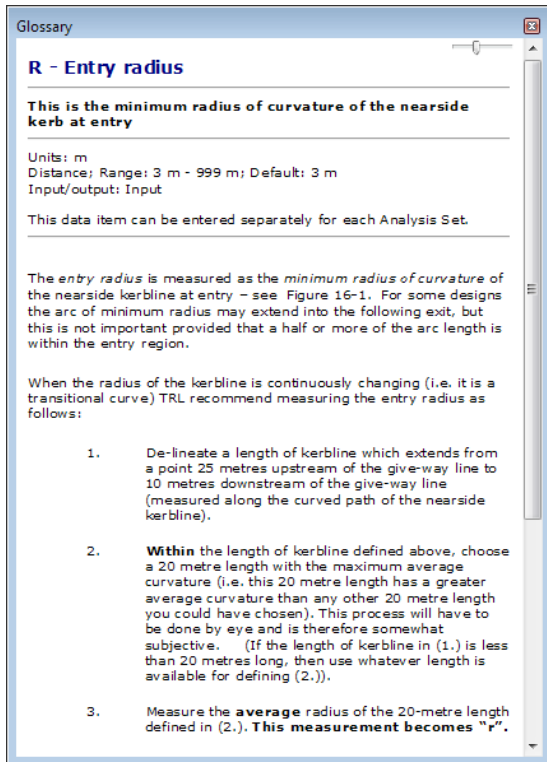 Glossary
R - Entry radius
This is the minimum radius of curvature of the nearside
kerb at entry
Units: m
Distance; Range: 3 m - 999 m; Default: 3 m
Input/output: Input
This data item can be entered separately for each Analysis Set.
The entry radius is measured as the minimum radius of curvature of
the nearside kerbline at entry – see  Figure 16-1.  For some designs
the arc of minimum radius may extend into the following exit, but
this is not important provided that a half or more of the arc length is
within the entry region.
When the radius of the kerbline is continuously changing (i.e. it is a
transitional curve) TRL recommend measuring the entry radius as
follows:
1. De-lineate a length of kerbline which extends from
a point 25 metres upstream of the give-way line to
10 metres downstream of the give-way line
(measured along the curved path of the nearside
kerbline).
2. Within the length of kerbline defined above, choose
a 20 metre length with the maximum average
curvature (i.e. this 20 metre length has a greater
average curvature than any other 20 metre length
you could have chosen). This process will have to
be done by eye and is therefore somewhat
subjective.    (If the length of kerbline in (1.) is less
than 20 metres long, then use whatever length is
available for defining (2.)).
3. Measure the average radius of the 20-metre length
defined in (2.). This measurement becomes “r”.